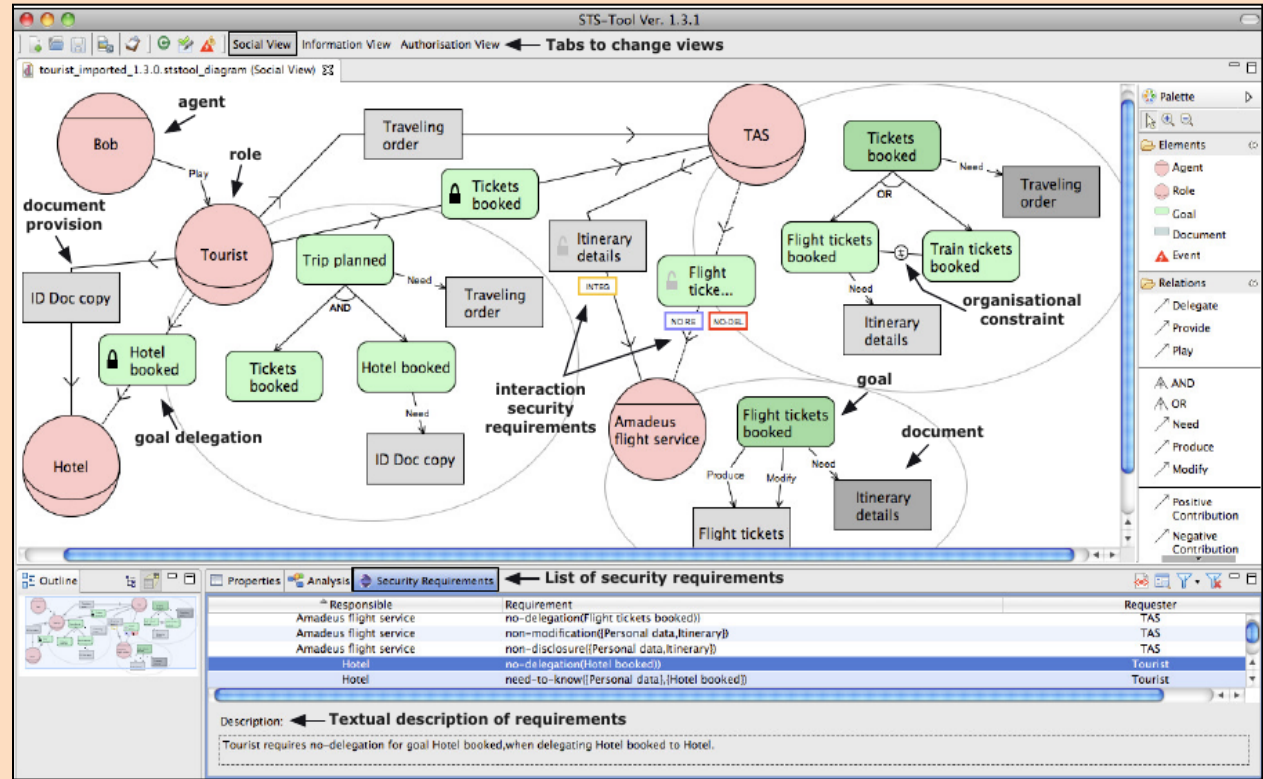 STS-Tool Ver. 1.3.1
Social View Information View Authorisation View Tabs to change views
tourist_imported_1.3.0.ststool_diagram (Social View)
agent
Bob
Play
role
document
provision
Tourist
ID Doc copy
Hotel
booked
goal delegation
Hotel
Traveling
order
Tickets
booked
Trip planned
Need
Traveling
order
AND
Tickets
booked
Hotel booked
Need
ID Doc copy
TAS
Itinerary
details
INTEG
Flight
ticke...
NO-RE
NO-DEL
interaction
security
requirements
Amadeus
flight service
Tickets
booked
Need
Traveling
order
OR
Flight tickets
booked
Train tickets
booked
Need
Itinerary
details
organisational
constraint
goal
Flight tickets
booked
document
Produce
Modify
Need
Itinerary
details
Flight tickets
Palette
Elements
Agent
Role
Goal
Document
Event
Relations
Delegate
Provide
Play
AND
OR
Need
Produce
Modify
Positive
Contribution
Negative
Contribution
Outline
Properties Analysis Security Requirements List of security requirements
Responsible Requirement Requester
Amadeus flight service no-delegation(Flight tickets booked)) TAS
Amadeus flight service non-modification([Personal data,Itinerary]) TAS
Amadeus flight service non-disclosure([Personal data,Itinerary]) TAS
Hotel no-delegation(Hotel booked)) Tourist
Hotel need-to-know([Personal data],[Hotel booked]) Tourist
Description: Textual description of requirements
Tourist requires no-delegation for goal Hotel booked,when delegating Hotel booked to Hotel.